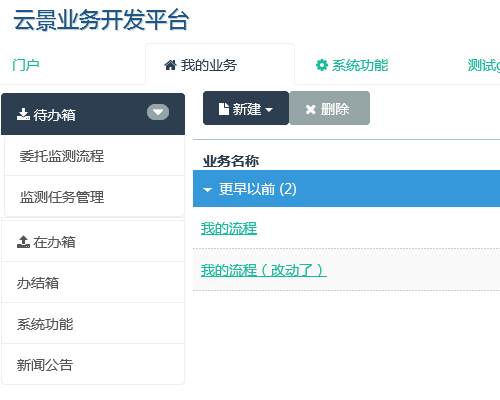 云景业务开发平台
门户
我的业务
系统功能
测试g
待办箱
委托监测流程
监测任务管理
在办箱
办结箱
系统功能
新闻公告
新建
删除
业务名称
更早以前 (2)
我的流程
我的流程（改动了）